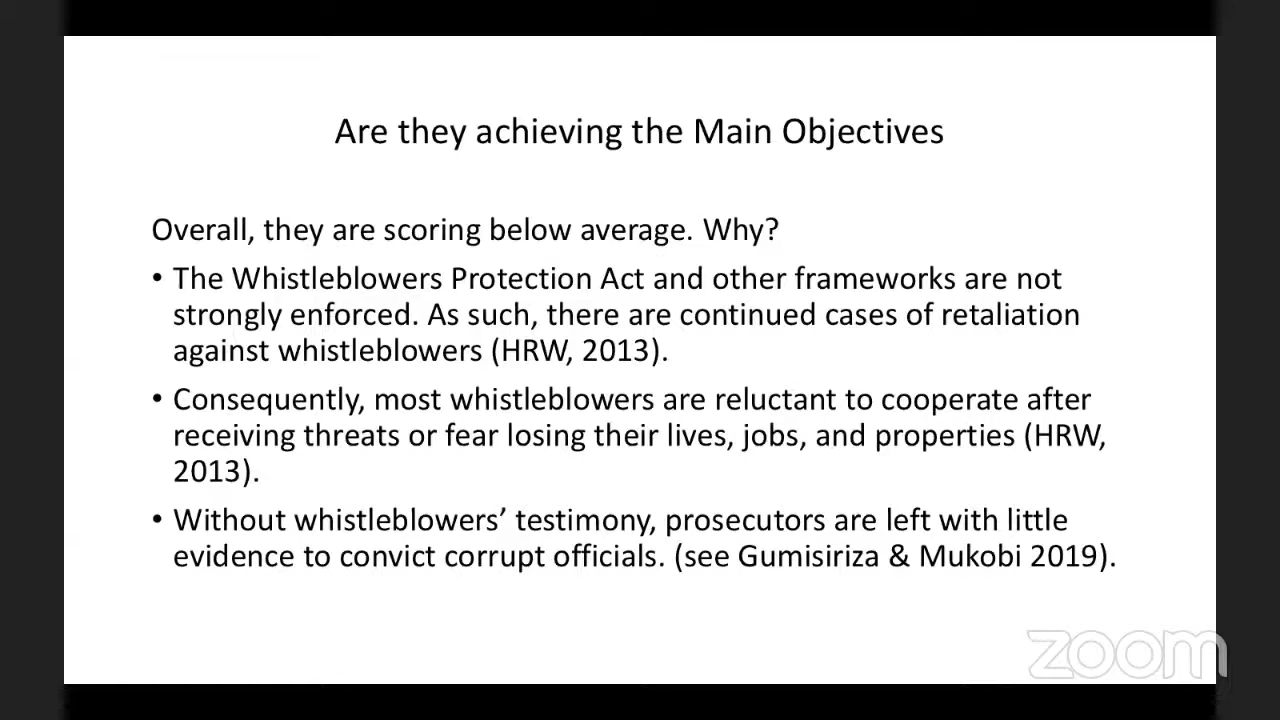 Are they achieving the Main Objectives
Overall, they are scoring below average. Why?
• The Whistleblowers Protection Act and other frameworks are not
strongly enforced. As such, there are continued cases of retaliation
against whistleblowers (HRW, 2013).
• Consequently, most whistleblowers are reluctant to cooperate after
receiving threats or fear losing their lives, jobs, and properties (HRW,
2013).
• Without whistleblowers’ testimony, prosecutors are left with little
evidence to convict corrupt officials. (see Gumisiriza & Mukobi 2019).
zoom